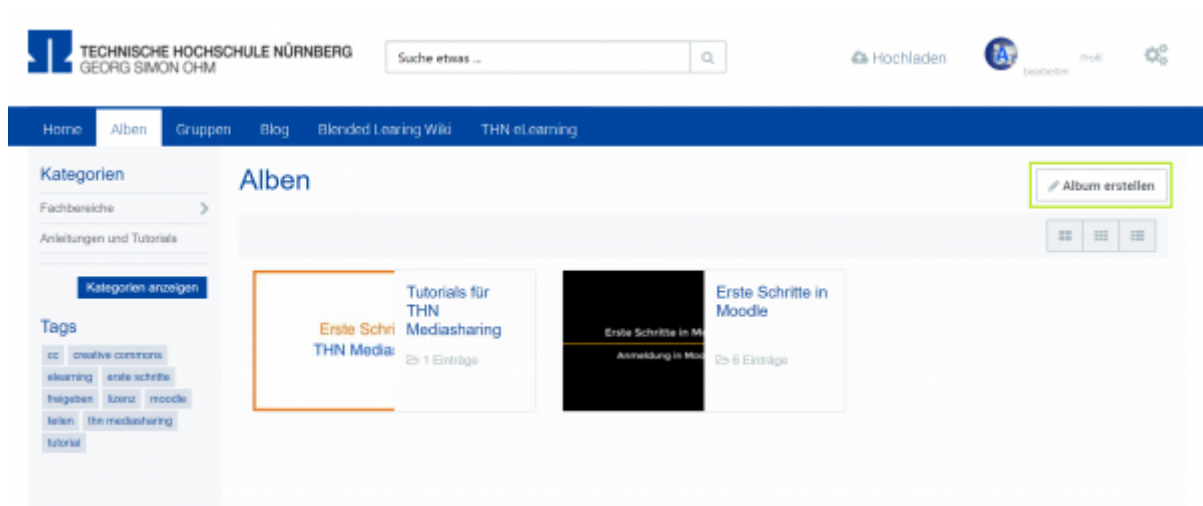 TECHNISCHE HOCHSCHULE NÜRNBERG
GEORG SIMON OHM
Suche etwas ...
Hochladen
bearbeiten
Profil
Home Alben Gruppen Blog Blended Learing Wiki THN eLearning
Kategorien
Fachbereiche
Anleitungen und Tutorials
Kategorien anzeigen
Tags
cc creative commons
elearning erste schritte
freigeben lizenz moodle
teilen thn mediasharing
tutorial
Alben
Album erstellen
Erste Schri
THN Media
Tutorials für
THN
Mediasharing
1 Einträge
Erste Schritte in M
Anmeldung in Moo
Erste Schritte in
Moodle
6 Einträge